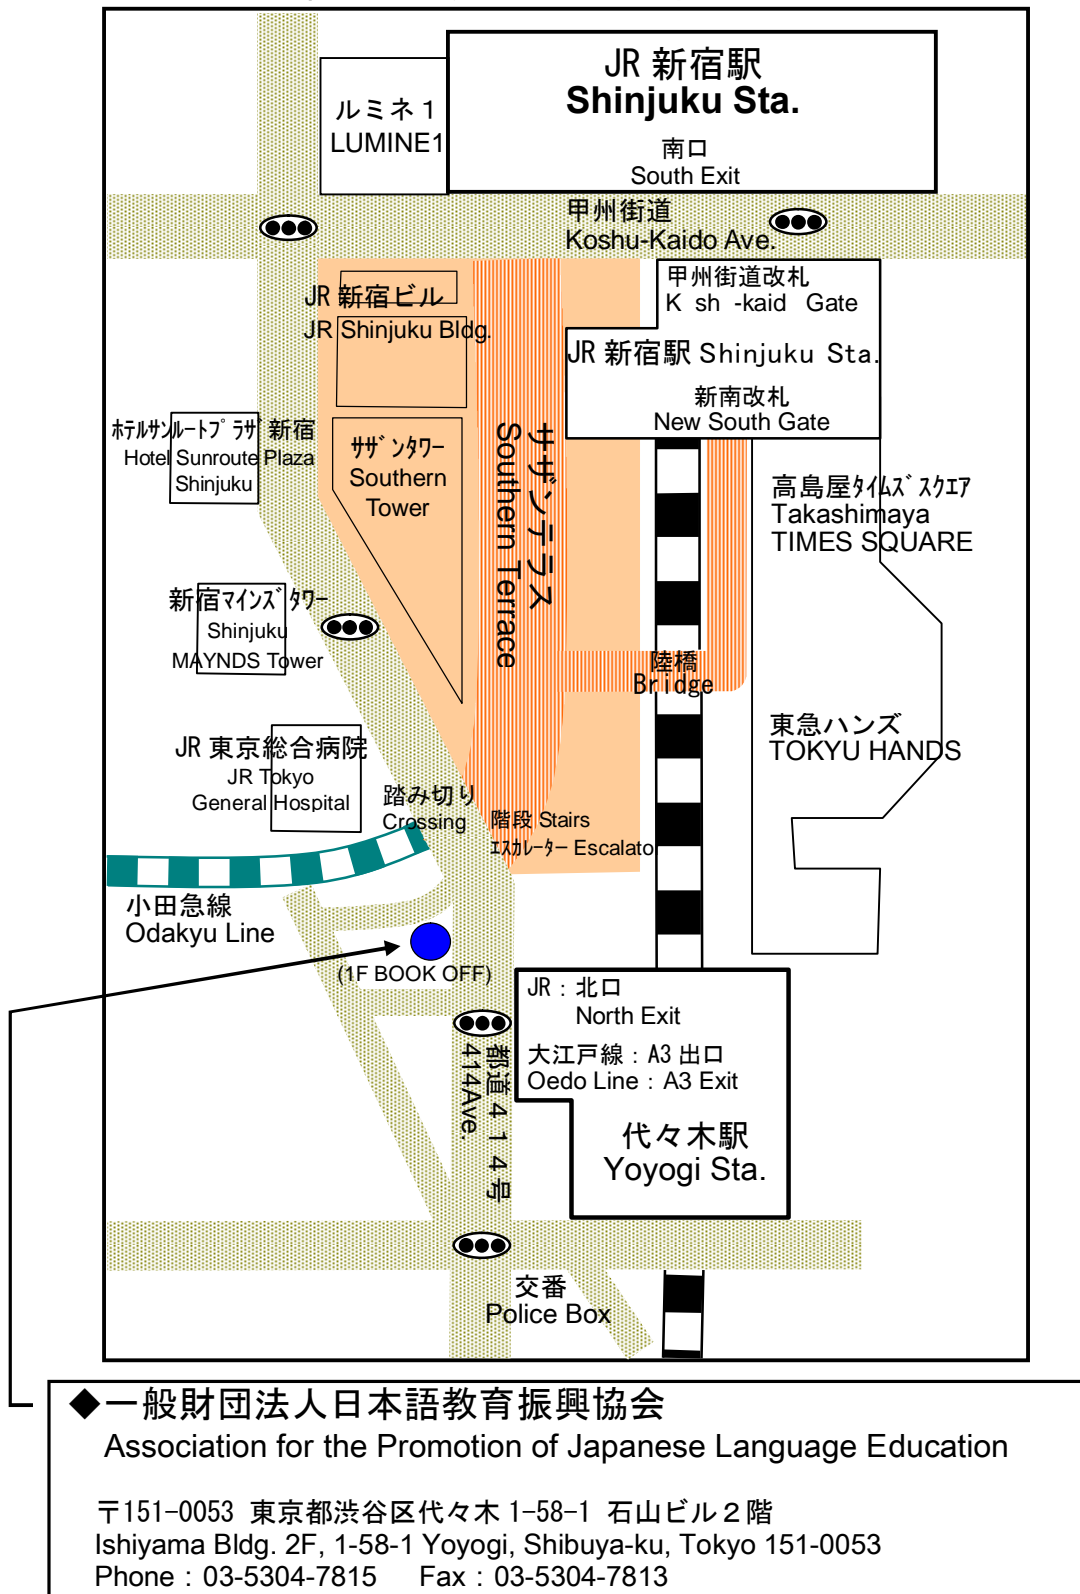 JR 新宿駅
Shinjuku Sta.
南口
South Exit
ルミネ１
LUMINE1
甲州街道
Koshu-Kaido Ave.
甲州街道改札
K sh -kaid Gate
JR 新宿ビル
JR Shinjuku Bldg.
JR 新宿駅 Shinjuku Sta.
新南改札
New South Gate
ﾎﾃﾙｻﾝﾙｰﾄﾌﾟﾗｻﾞ新宿
Hotel Sunroute Plaza
Shinjuku
ｻｻﾞﾝﾀﾜｰ
Southern
Tower
サザンテラス
Southern Terrace
高島屋ﾀｲﾑｽﾞｽｸｴｱ
Takashimaya
TIMES SQUARE
新宿ﾏｲﾝｽﾞﾀﾜｰ
Shinjuku
MAYNDS Tower
陸橋
Bridge
東急ハンズ
TOKYU HANDS
JR 東京総合病院
JR Tokyo
General Hospital
踏み切り
Crossing
階段 Stairs
ｴｽｶﾚｰﾀｰ Escalato
小田急線
Odakyu Line
(1F BOOK OFF)
JR：北口
North Exit
大江戸線：A3 出口
Oedo Line：A3 Exit
都道４１４号
414Ave.
代々木駅
Yoyogi Sta.
交番
Police Box
◆一般財団法人日本語教育振興協会
Association for the Promotion of Japanese Language Education
〒151-0053 東京都渋谷区代々木 1-58-1 石山ビル２階
Ishiyama Bldg. 2F, 1-58-1 Yoyogi, Shibuya-ku, Tokyo 151-0053
Phone：03-5304-7815 Fax：03-5304-7813